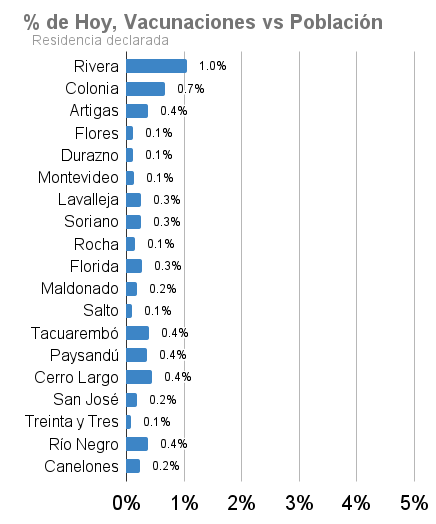 % de Hoy, Vacunaciones vs Población
Residencia declarada
Rivera 1.0%
Colonia 0.7%
Artigas 0.4%
Flores 0.1%
Durazno 0.1%
Montevideo 0.1%
Lavalleja 0.3%
Soriano 0.3%
Rocha 0.1%
Florida 0.3%
Maldonado 0.2%
Salto 0.1%
Tacuarembó 0.4%
Paysandú 0.4%
Cerro Largo 0.4%
San José 0.2%
Treinta y Tres 0.1%
Río Negro 0.4%
Canelones 0.2%
0% 1% 2% 3% 4% 5%